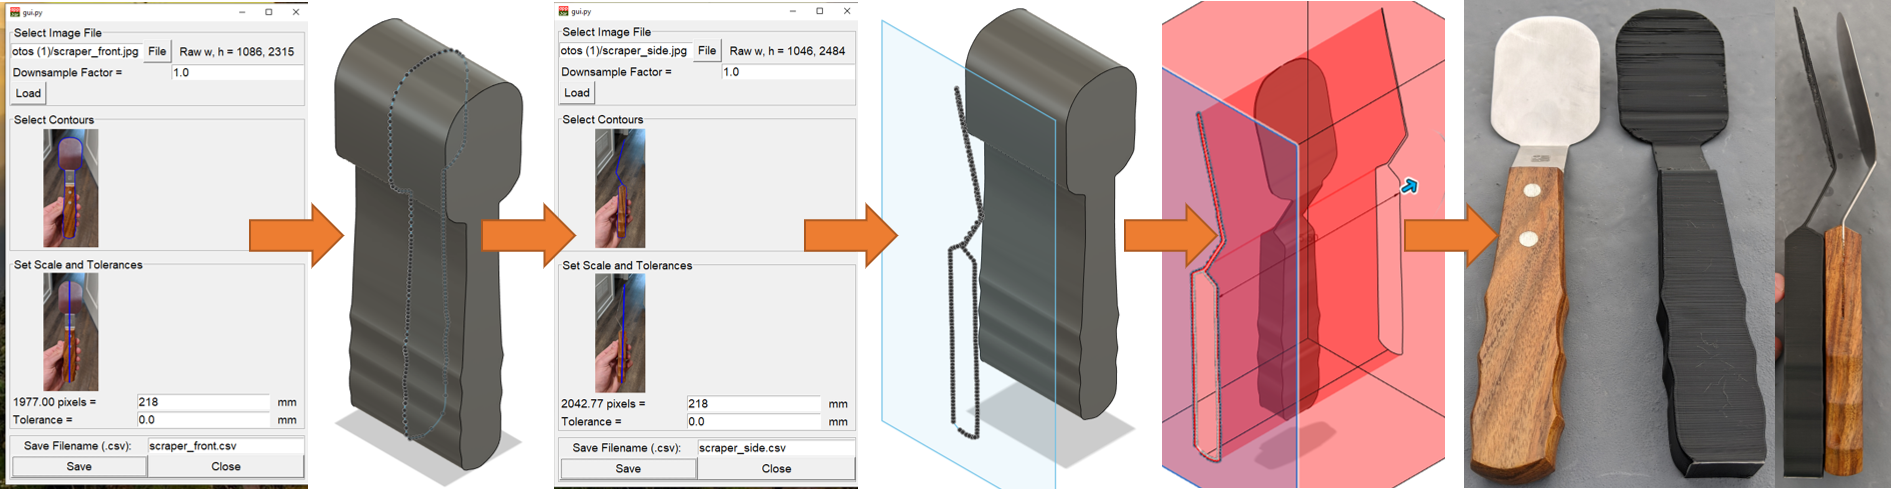 gui.py
Select Image File
otos (1)/scraper_front.jpg File Raw w, h = 1086, 2315
Downsample Factor = 1.0
Load
Select Contours
Set Scale and Tolerances
1977.00 pixels = 218 mm
Tolerance = 0.0 mm
Save Filename (.csv): scraper_front.csv
Save Close
gui.py
Select Image File
otos (1)/scraper_side.jpg File Raw w, h = 1046, 2484
Downsample Factor = 1.0
Load
Select Contours
Set Scale and Tolerances
2042.77 pixels = 218 mm
Tolerance = 0.0 mm
Save Filename (.csv): scraper_side.csv
Save Close